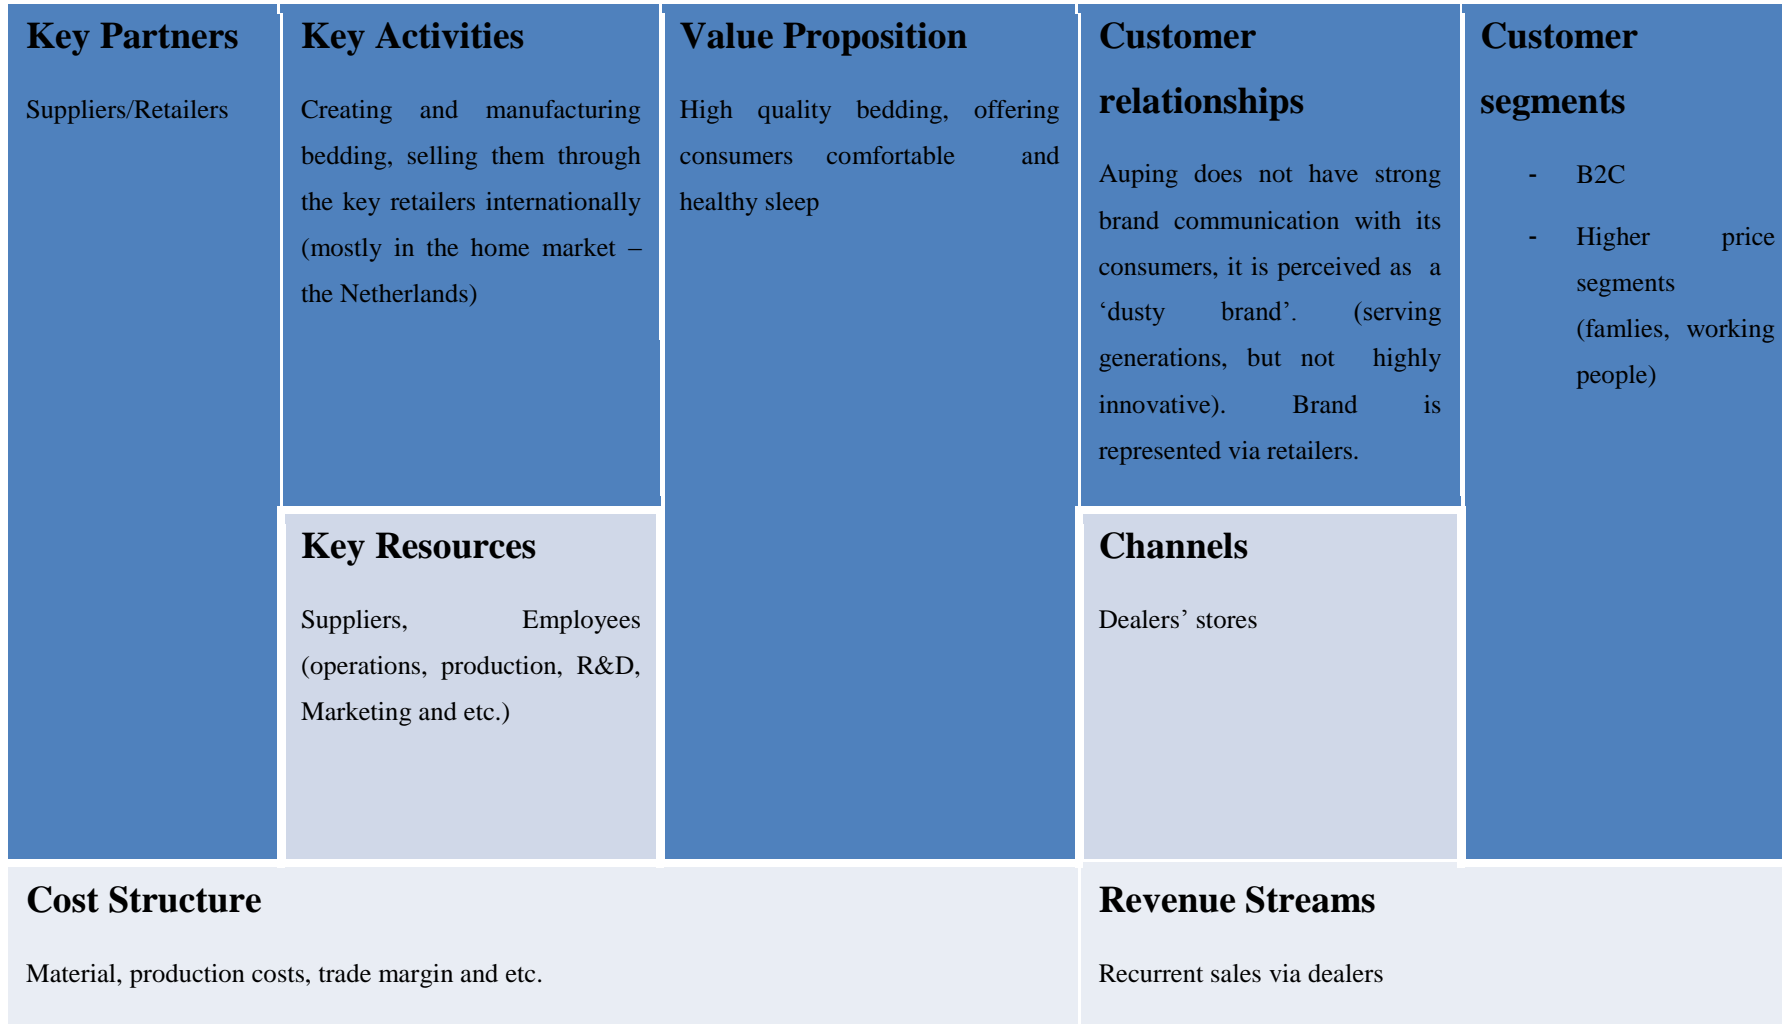 Key Partners
Suppliers/Retailers
Key Activities
Creating and manufacturing
bedding, selling them through
the key retailers internationally
(mostly in the home market –
the Netherlands)
Key Resources
Suppliers, Employees
(operations, production, R&D,
Marketing and etc.)
Value Proposition
High quality bedding, offering
consumers comfortable and
healthy sleep
Customer
relationships
Auping does not have strong
brand communication with its
consumers, it is perceived as a
‘dusty brand’. (serving
generations, but not highly
innovative). Brand is
represented via retailers.
Channels
Dealers’ stores
Customer
segments
- B2C
- Higher price
segments
(famlies, working
people)
Cost Structure
Material, production costs, trade margin and etc.
Revenue Streams
Recurrent sales via dealers